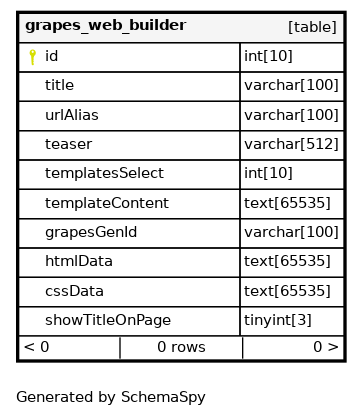 grapes_web_builder [table]
id int[10]
title varchar[100]
urlAlias varchar[100]
teaser varchar[512]
templatesSelect int[10]
templateContent text[65535]
grapesGenId varchar[100]
htmlData text[65535]
cssData text[65535]
showTitleOnPage tinyint[3]
< 0 0 rows 0 >
Generated by SchemaSpy